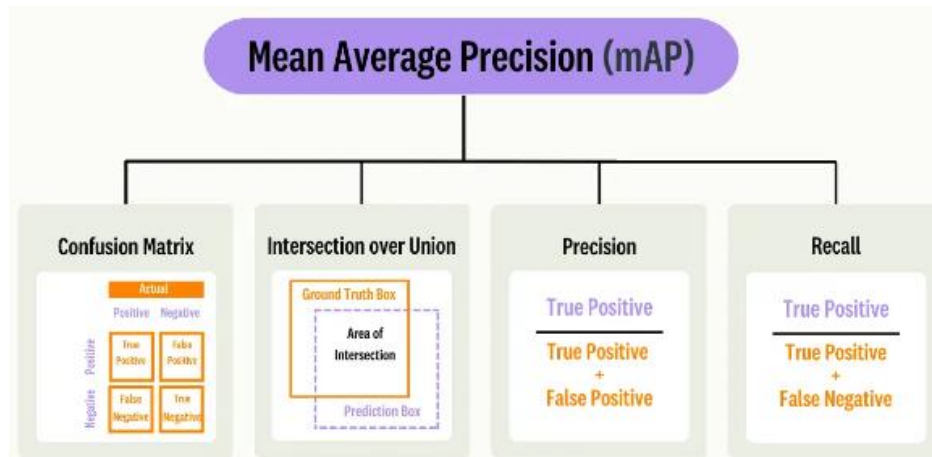 Mean Average Precision (mAP)
Confusion Matrix
Actual
Positive Negative
Positive
True
Positive
False
Positive
Negative
False
Negative
True
Negative
Intersection over Union
Ground Truth Box
Area of
Intersection
Prediction Box
Precision
True Positive
True Positive
+
False Positive
Recall
True Positive
True Positive
+
False Negative